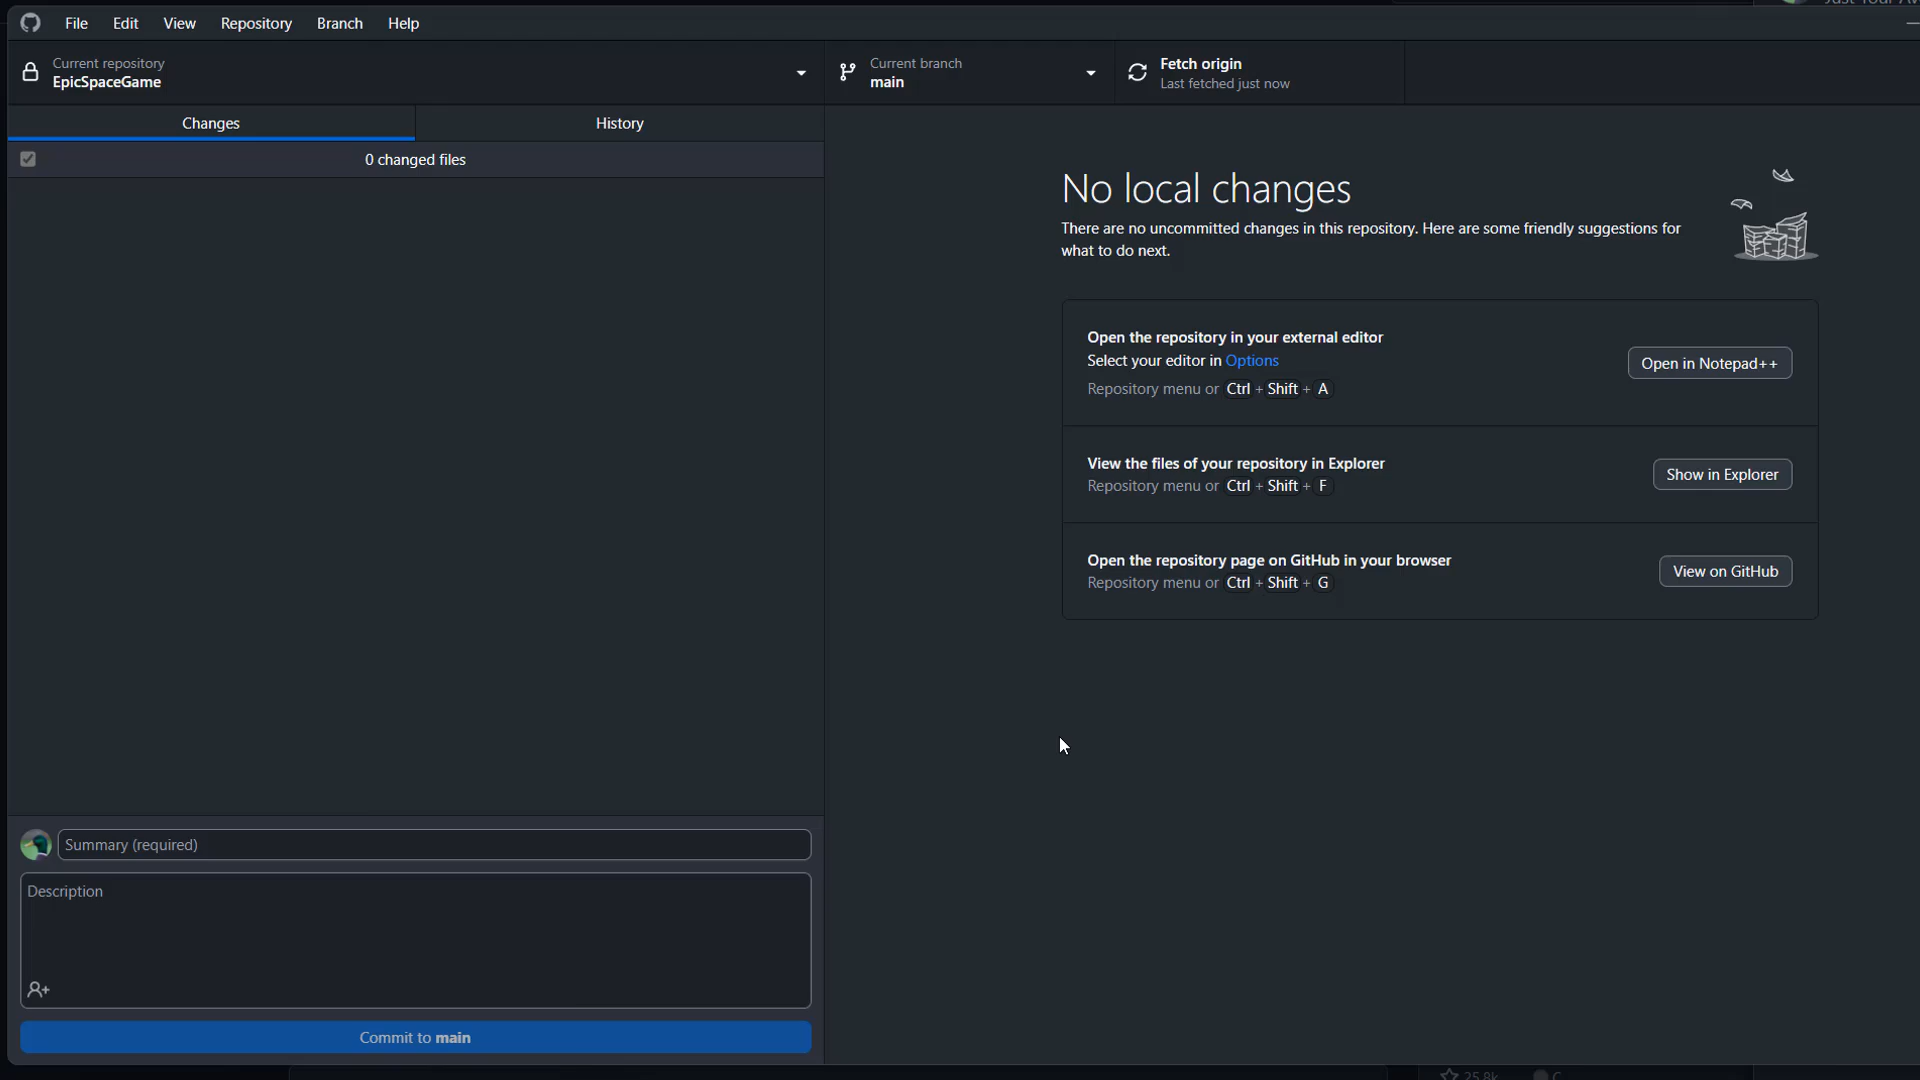 File Edit View Repository Branch Help
Current repository
EpicSpaceGame
Current branch
main
Fetch origin
Last fetched just now
Changes
History
0 changed files
No local changes
There are no uncommitted changes in this repository. Here are some friendly suggestions for
what to do next.
Open the repository in your external editor
Select your editor in Options
Repository menu or Ctrl + Shift + A
Open in Notepad++
View the files of your repository in Explorer
Repository menu or Ctrl + Shift + F
Show in Explorer
Open the repository page on GitHub in your browser
Repository menu or Ctrl + Shift + G
View on GitHub
Summary (required)
Description
Commit to main
25.8k